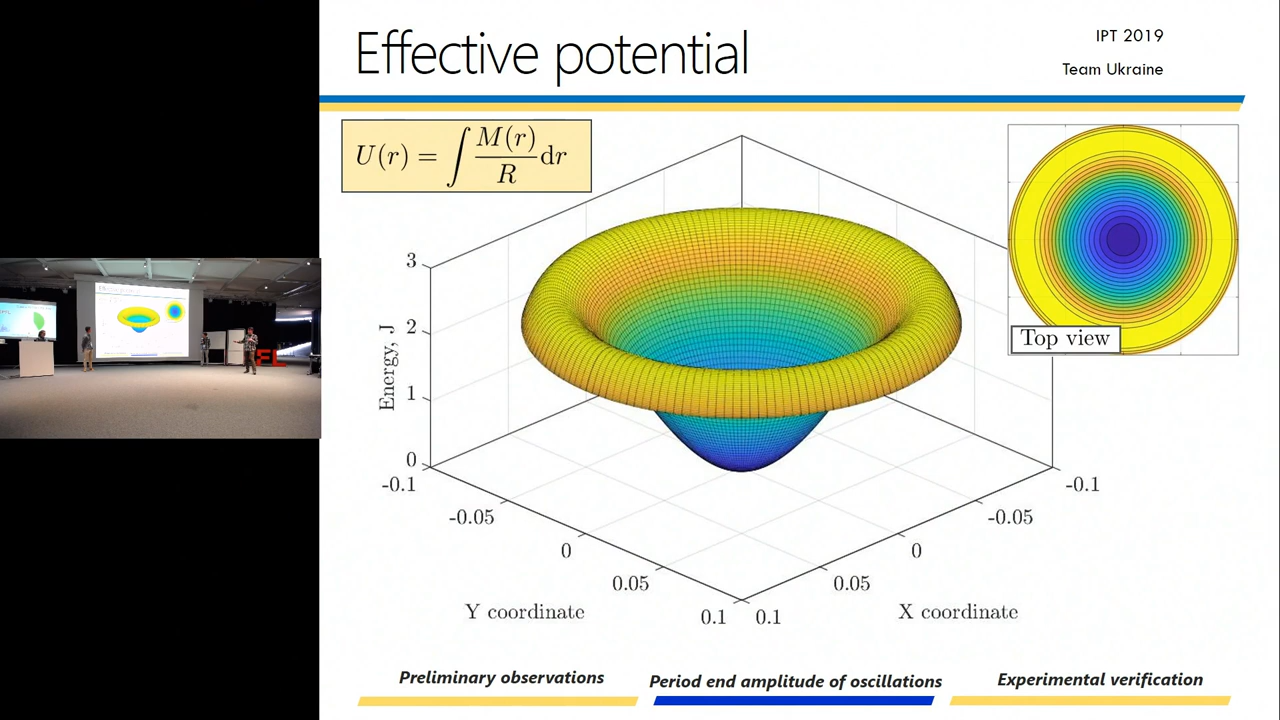 Effective potential
IPT 2019
Team Ukraine
U(r) = ∫ M(r)/R dr
Top view
3
2
1
0
Energy, J
-0.1
-0.05
0
0.05
0.1
Y coordinate
0.1
0.05
0
-0.05
-0.1
X coordinate
Preliminary observations
Period end amplitude of oscillations
Experimental verification